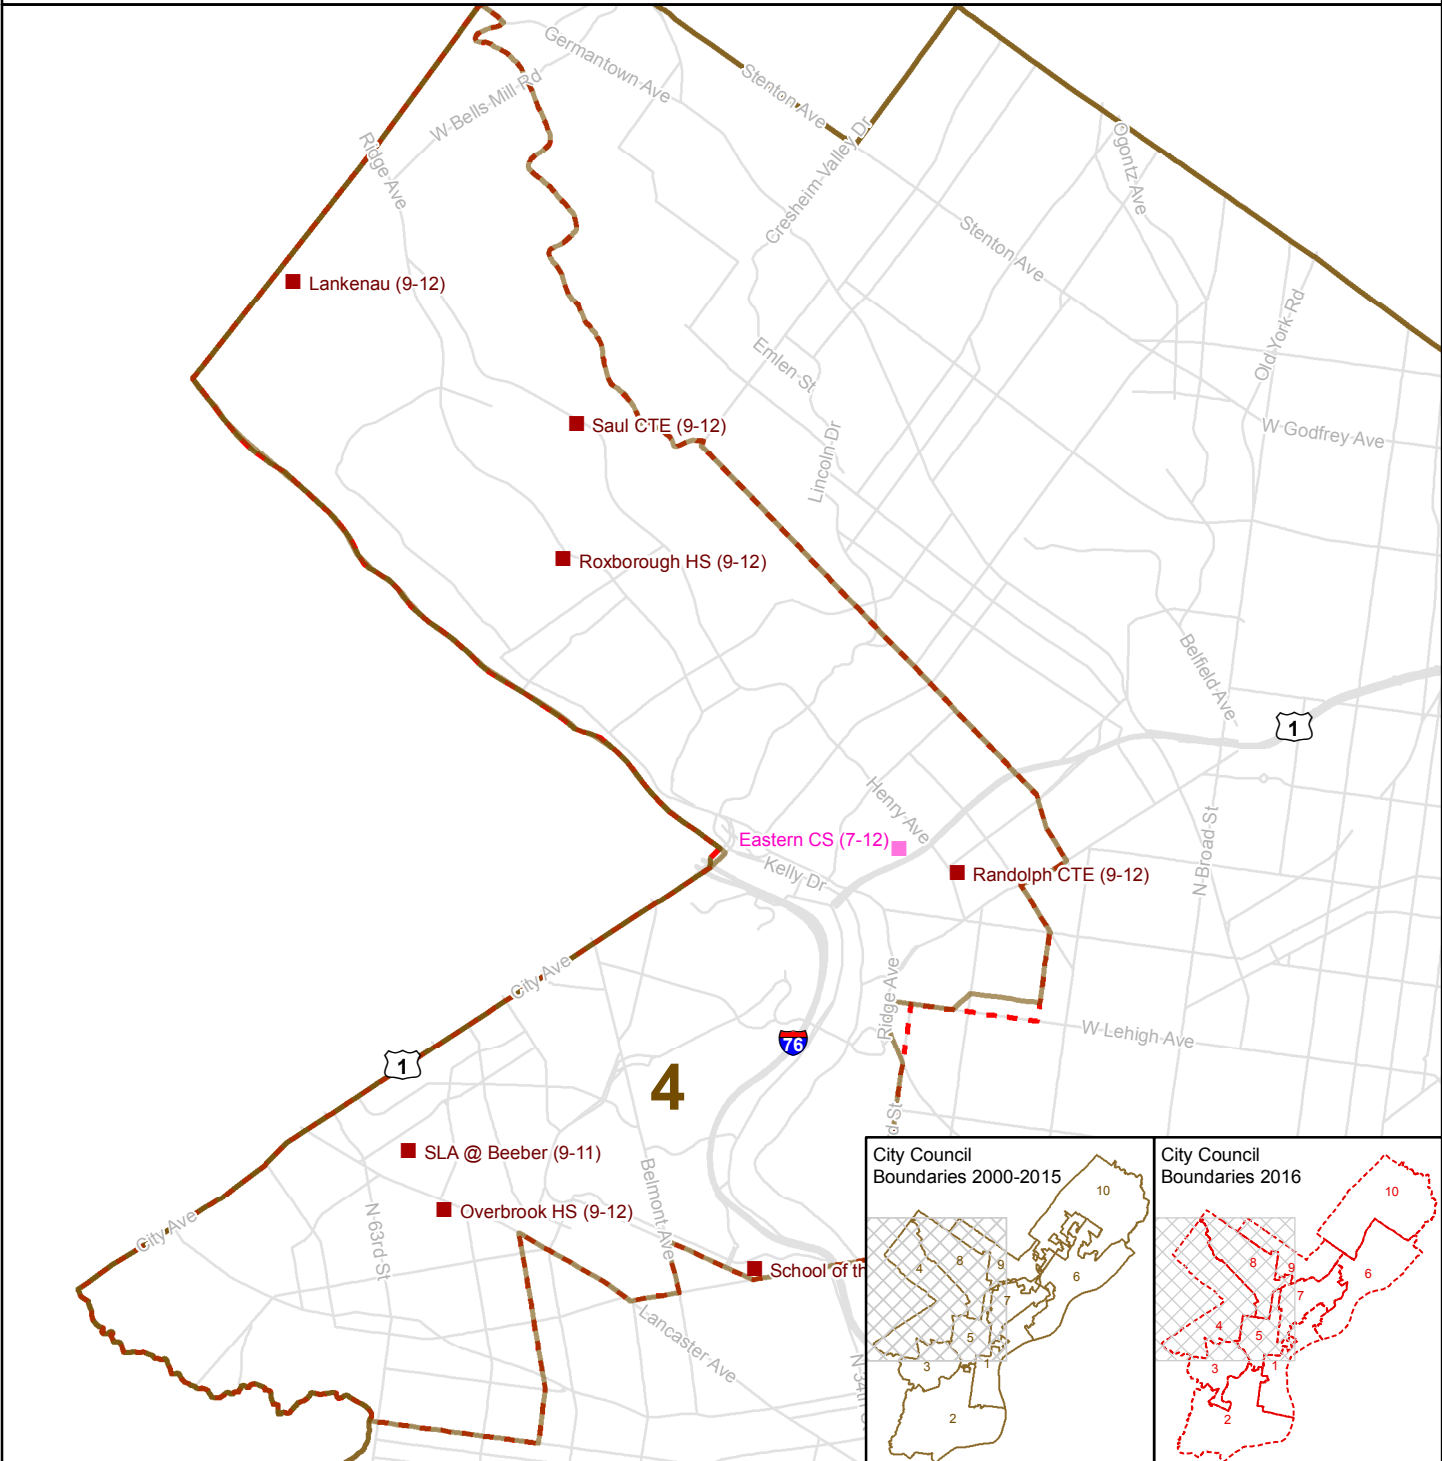 Germantown Ave
Stenton Ave
W Bells Mill Rd
Ridge Ave
Cresheim Valley Dr
Ogontz Ave
Stenton Ave
Lankenau (9-12)
Old York Rd
Emlen St
Saul CTE (9-12)
W Godfrey Ave
Lincoln Dr
Roxborough HS (9-12)
Belfield Ave
1
Henry Ave
Eastern CS (7-12)
Kelly Dr
Randolph CTE (9-12)
N Broad St
City Ave
Ridge Ave
W Lehigh Ave
76
1
4
d St
SLA @ Beeber (9-11)
Belmont Ave
Overbrook HS (9-12)
N 63rd St
City Ave
School of th
Lancaster Ave
N 34th
City Council
Boundaries 2000-2015
10
8
4
9
6
7
5
3
1
2
City Council
Boundaries 2016
10
8
9
6
7
4
5
3
1
2